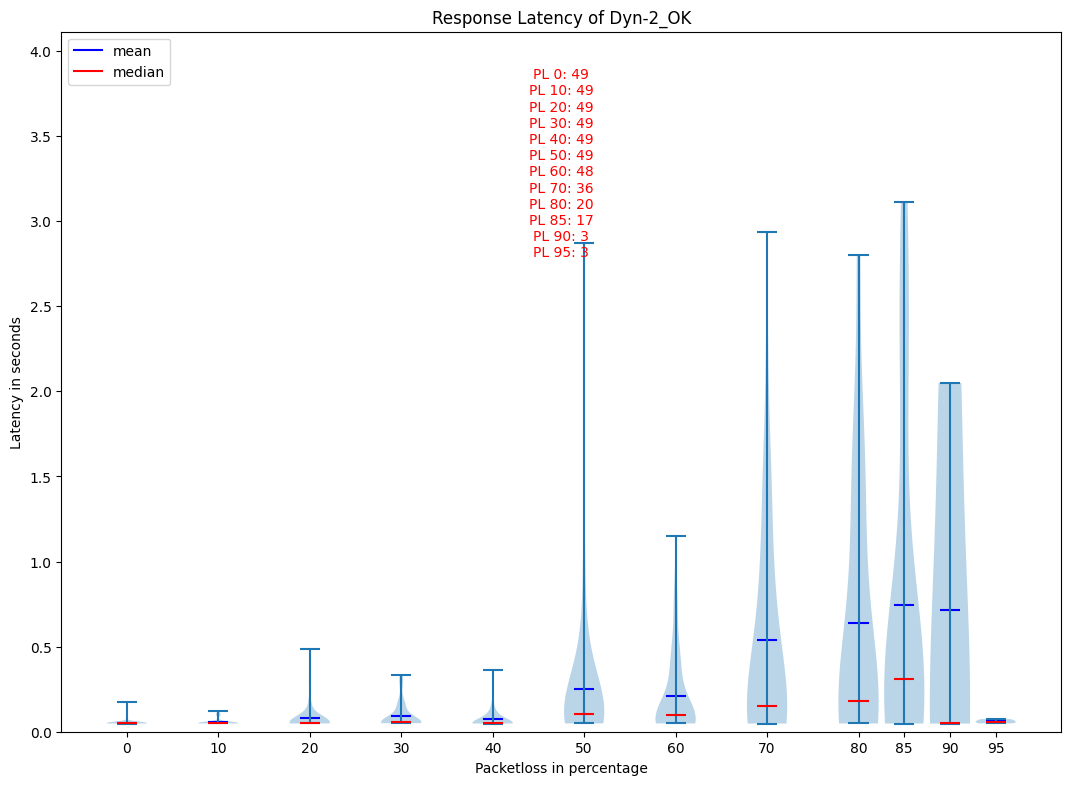 Response Latency of Dyn-2_OK
mean
median
PL 0: 49
PL 10: 49
PL 20: 49
PL 30: 49
PL 40: 49
PL 50: 49
PL 60: 48
PL 70: 36
PL 80: 20
PL 85: 17
PL 90: 3
PL 95: 3
4.0
3.5
3.0
2.5
2.0
1.5
1.0
0.5
0.0
Latency in seconds
0 10 20 30 40 50 60 70 80 85 90 95
Packetloss in percentage